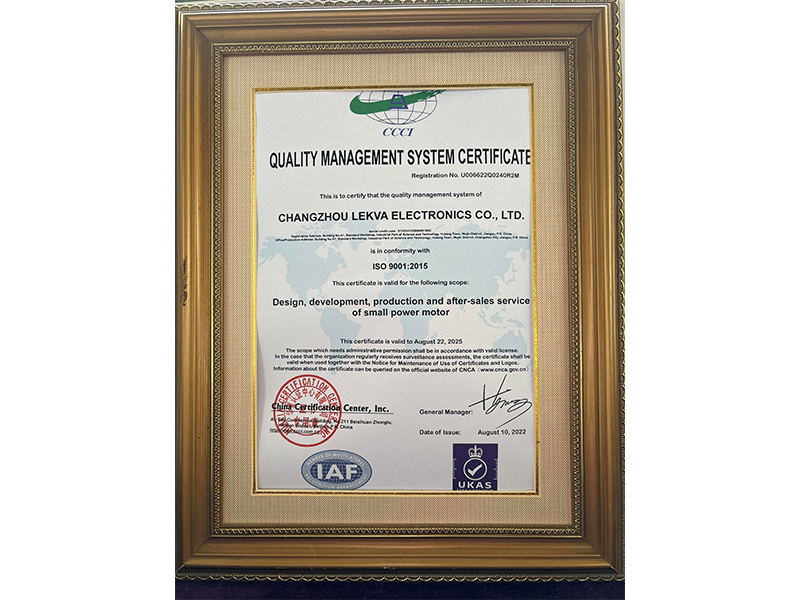 CCCI
QUALITY MANAGEMENT SYSTEM CERTIFICATE
Registration No. U006622Q0240R2M
This is to certify that the quality management system of
CHANGZHOU LEKVA ELECTRONICS CO., LTD.
is in conformity with
ISO 9001:2015
This certificate is valid for the following scope:
Design, development, production and after-sales service
of small power motor
This certificate is valid to August 22, 2025
The scope which needs administrative permission shall be in accordance with valid license.
In the case that the organization regularly receives surveillance assessments, the certificate shall be
valid when used together with the Notice for Maintenance of Use of Certificates and Logos.
Information about the certificate can be queried on the official website of CNCA (www.cnca.gov.cn).
China Certification Center, Inc.
211 Beisihuan Zhonglu,
China
General Manager:
Date of Issue: August 10, 2022
IAF
UKAS